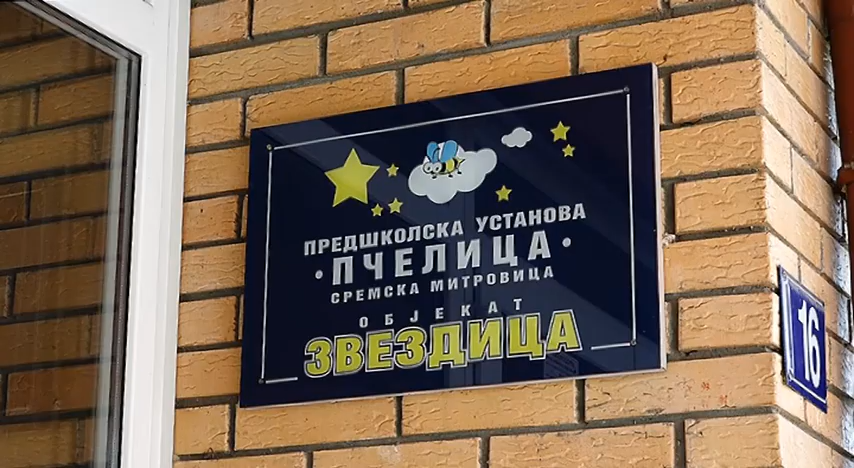 ПРЕДШКОЛСКА УСТАНОВА
• ПЧЕЛИЦА •
СРЕМСКА МИТРОВИЦА
ОБЈЕКАТ
ЗВЕЗДИЦА
16